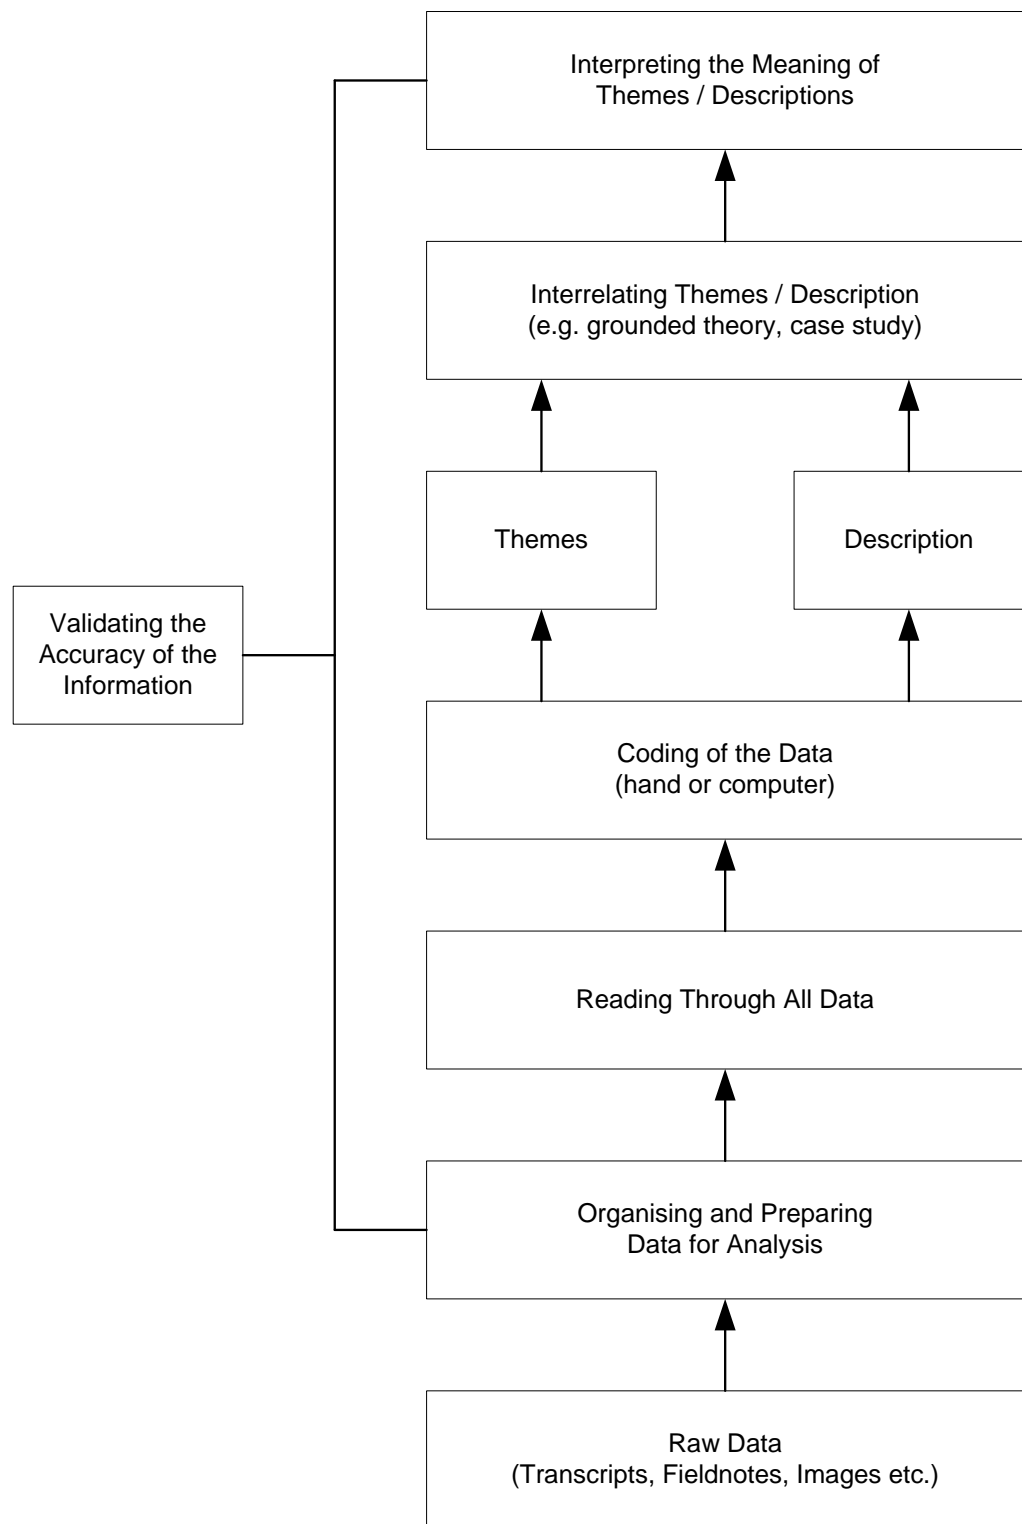 Interpreting the Meaning of
Themes / Descriptions
Interrelating Themes / Description
(e.g. grounded theory, case study)
Themes
Description
Validating the
Accuracy of the
Information
Coding of the Data
(hand or computer)
Reading Through All Data
Organising and Preparing
Data for Analysis
Raw Data
(Transcripts, Fieldnotes, Images etc.)